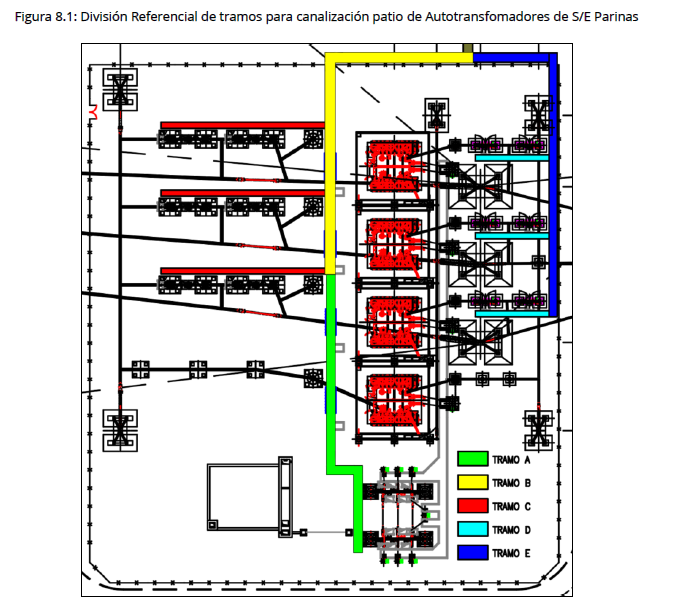 Figura 8.1: División Referencial de tramos para canalización patio de Autotransfomadores de S/E Parinas
TRAMO A
TRAMO B
TRAMO C
TRAMO D
TRAMO E